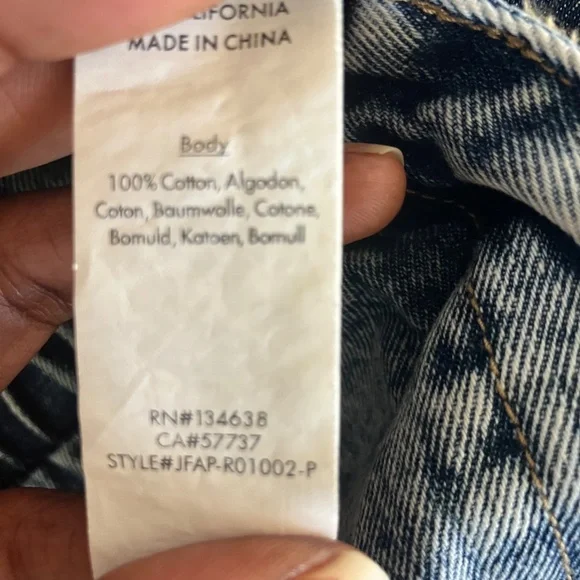 CALIFORNIA
MADE IN CHINA
Body
100% Cotton, Algodon,
Coton, Baumwolle, Cotone,
Bomuld, Katoen, Bomull
RN#134638
CA#57737
STYLE#JFAP-R01002-P